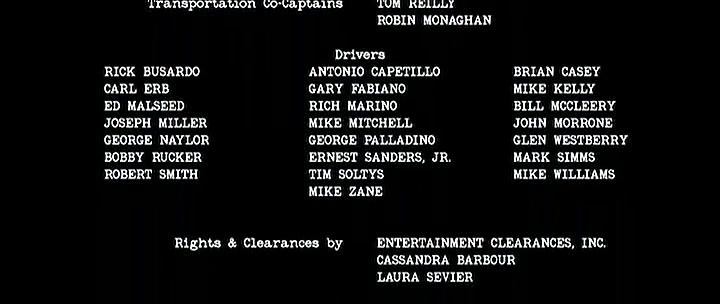 Transportation Co-Captains TOM REILLY
ROBIN MONAGHAN
Drivers
RICK BUSARDO ANTONIO CAPETILLO BRIAN CASEY
CARL ERB GARY FABIANO MIKE KELLY
ED MALSEED RICH MARINO BILL MCCLEERY
JOSEPH MILLER MIKE MITCHELL JOHN MORRONE
GEORGE NAYLOR GEORGE PALLADINO GLEN WESTBERRY
BOBBY RUCKER ERNEST SANDERS, JR. MARK SIMMS
ROBERT SMITH TIM SOLTYS MIKE WILLIAMS
MIKE ZANE
Rights & Clearances by ENTERTAINMENT CLEARANCES, INC.
CASSANDRA BARBOUR
LAURA SEVIER